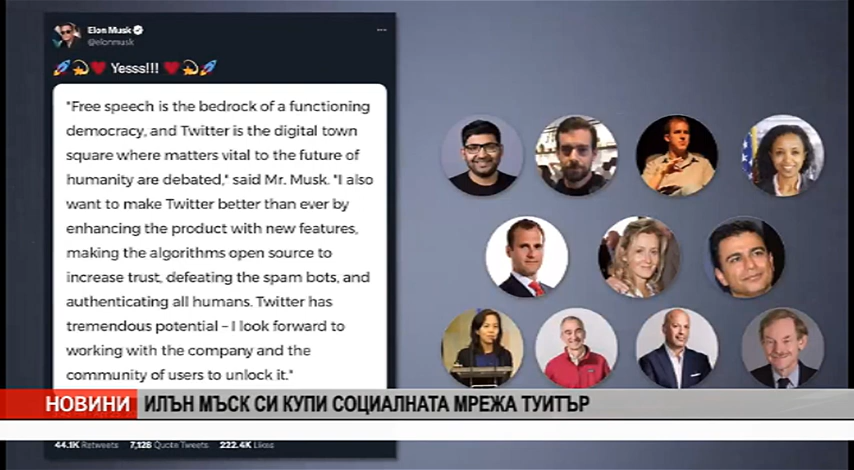 Elon Musk
@elonmusk
🚀💫❤️ Yesss!!! ❤️💫🚀
"Free speech is the bedrock of a functioning
democracy, and Twitter is the digital town
square where matters vital to the future of
humanity are debated," said Mr. Musk. "I also
want to make Twitter better than ever by
enhancing the product with new features,
making the algorithms open source to
increase trust, defeating the spam bots, and
authenticating all humans. Twitter has
tremendous potential – I look forward to
working with the company and the
community of users to unlock it."
НОВИНИ ИЛЪН МЪСК СИ КУПИ СОЦИАЛНАТА МРЕЖА ТУИТЪР
44.1K Retweets 7,128 Quote Tweets 222.4K Likes